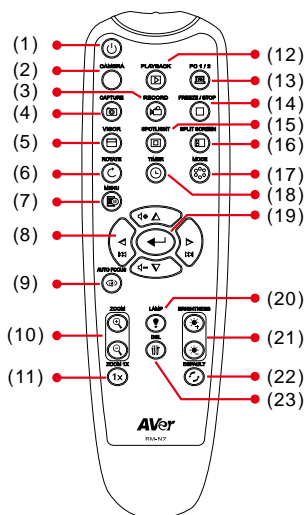 (1)
(2)
(3)
(4)
(5)
(6)
(7)
(8)
(9)
(10)
(11)
CAMERA
PLAYBACK
PC 1 / 2
CAPTURE
RECORD
FREEZE / STOP
VISOR
SPOTLIGHT
SPLIT SCREEN
ROTATE
TIMER
MODE
MENU
AUTO FOCUS
ZOOM
LAMP
BRIGHTNESS
ZOOM 1X
DEL
DEFAULT
1x
AVer
RM-N7
(12)
(13)
(14)
(15)
(16)
(17)
(18)
(19)
(20)
(21)
(22)
(23)